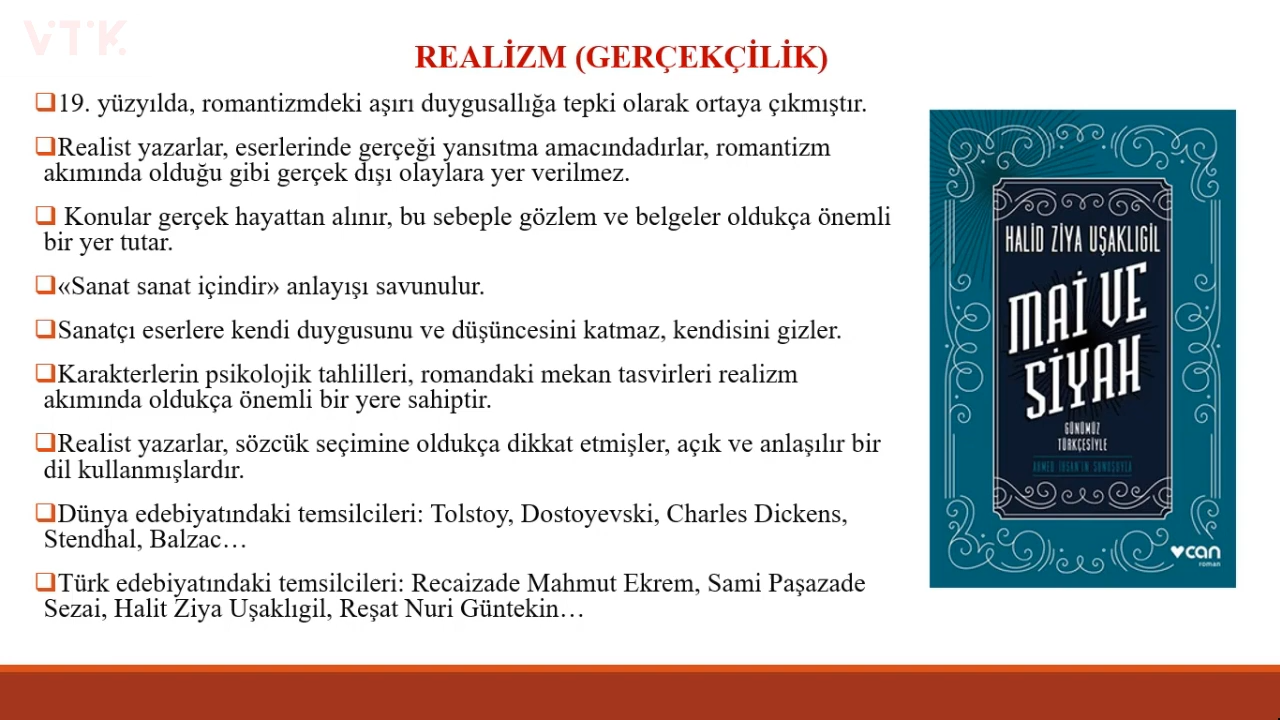 VİTİK
REALİZM (GERÇEKÇİLİK)
19. yüzyılda, romantizmdeki aşırı duygusallığa tepki olarak ortaya çıkmıştır.
Realist yazarlar, eserlerinde gerçeği yansıtma amacındadırlar, romantizm
akımında olduğu gibi gerçek dışı olaylara yer verilmez.
Konular gerçek hayattan alınır, bu sebeple gözlem ve belgeler oldukça önemli
bir yer tutar.
«Sanat sanat içindir» anlayışı savunulur.
Sanatçı eserlere kendi duygusunu ve düşüncesini katmaz, kendisini gizler.
Karakterlerin psikolojik tahlilleri, romandaki mekan tasvirleri realizm
akımında oldukça önemli bir yere sahiptir.
Realist yazarlar, sözcük seçimine oldukça dikkat etmişler, açık ve anlaşılır bir
dil kullanmışlardır.
Dünya edebiyatındaki temsilcileri: Tolstoy, Dostoyevski, Charles Dickens,
Stendhal, Balzac…
Türk edebiyatındaki temsilcileri: Recaizade Mahmut Ekrem, Sami Paşazade
Sezai, Halit Ziya Uşaklıgil, Reşat Nuri Güntekin…
HALİD ZİYA UŞAKLIGİL
MAİ VE
SİYAH
GÜNÜMÜZ
TÜRKÇESİYLE
AHMED İHSAN'IN SUNUŞUYLA
can
roman